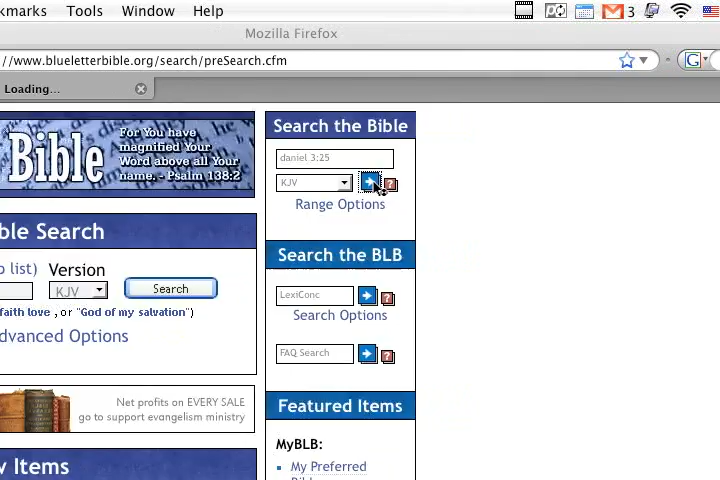 kmarks Tools Window Help 3
Mozilla Firefox
//www.blueletterbible.org/search/preSearch.cfm G
Loading...
Bible
For You have
magnified Your
Word above all Your
name. - Psalm 138:2
ble Search
list)
Version
KJV
Search
faith love , or "God of my salvation")
dvanced Options
Net profits on EVERY SALE
go to support evangelism ministry
w Items
Search the Bible
daniel 3:25
KJV ?
Range Options
Search the BLB
LexiConc ?
Search Options
FAQ Search ?
Featured Items
MyBLB:
My Preferred